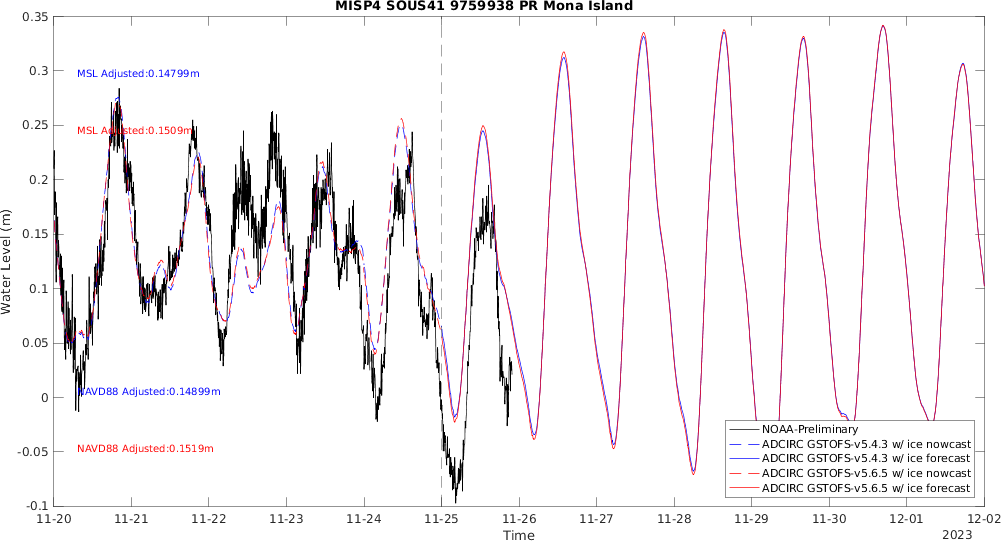 MISP4 SOUS41 9759938 PR Mona Island
0.35
0.3
0.25
0.2
0.15
0.1
0.05
0
-0.05
-0.1
Water Level (m)
MSL Adjusted:0.14799m
MSL Adjusted:0.1509m
NAVD88 Adjusted:0.14899m
NAVD88 Adjusted:0.1519m
NOAA-Preliminary
ADCIRC GSTOFS-v5.4.3 w/ ice nowcast
ADCIRC GSTOFS-v5.4.3 w/ ice forecast
ADCIRC GSTOFS-v5.6.5 w/ ice nowcast
ADCIRC GSTOFS-v5.6.5 w/ ice forecast
11-20 11-21 11-22 11-23 11-24 11-25 11-26 11-27 11-28 11-29 11-30 12-01 12-02
Time
2023